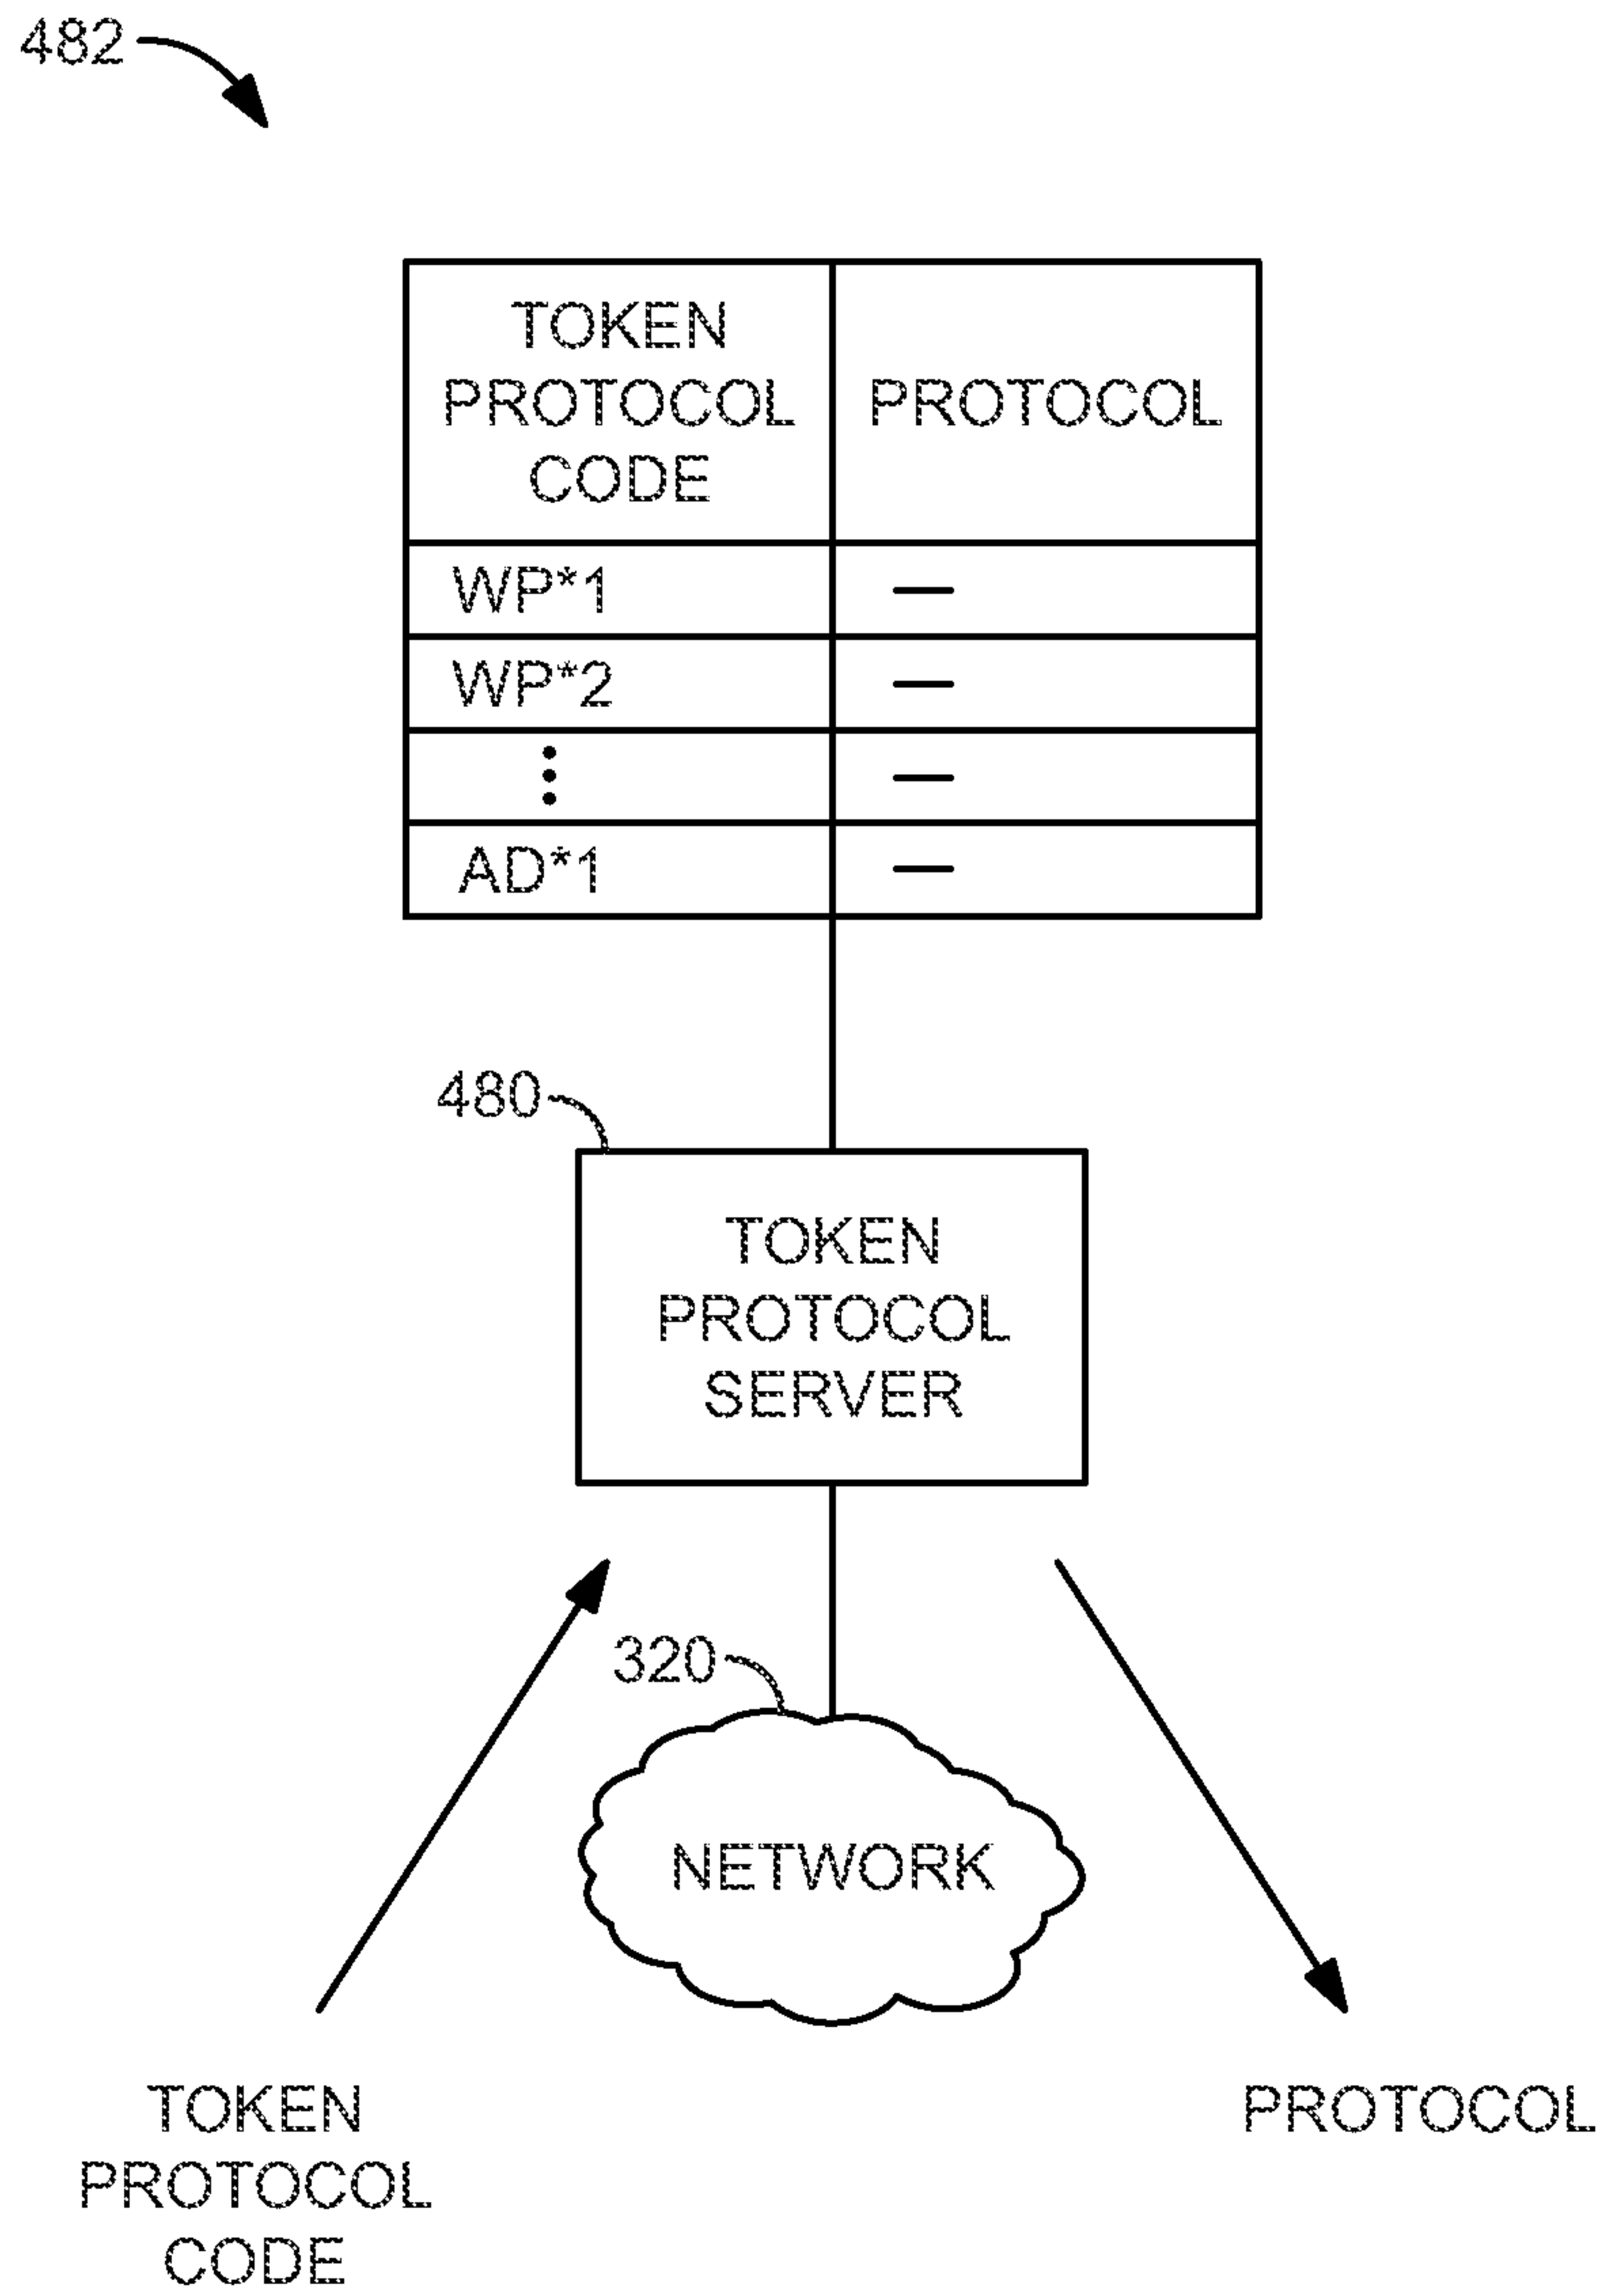 482
TOKEN
PROTOCOL
CODE
PROTOCOL
WP*1
—
WP*2
—
⋮
—
AD*1
—
480
TOKEN
PROTOCOL
SERVER
320
NETWORK
TOKEN
PROTOCOL
CODE
PROTOCOL